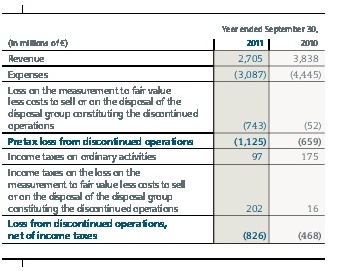 Year ended September 30,
(in millions of €) 2011 2010
Revenue 2,705 3,838
Expenses (3,087) (4,445)
Loss on the measurement to fair value
less costs to sell or on the disposal of the
disposal group constituting the discontinued
operations (743) (52)
Pretax loss from discontinued operations (1,125) (659)
Income taxes on ordinary activities 97 175
Income taxes on the loss on the
measurement to fair value less costs to sell
or on the disposal of the disposal group
constituting the discontinued operations 202 16
Loss from discontinued operations,
net of income taxes (826) (468)